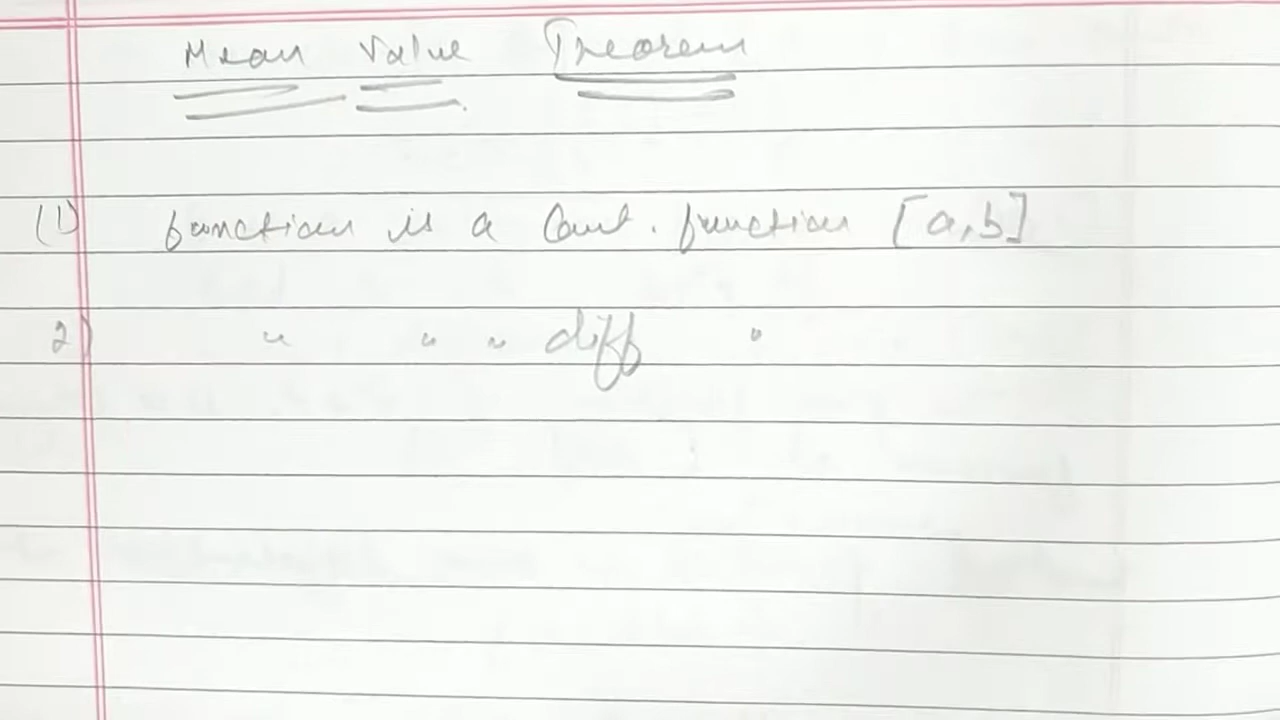 Mean Value Theorem
(1) function is a Cont. function [a,b]
2) " " " diff "